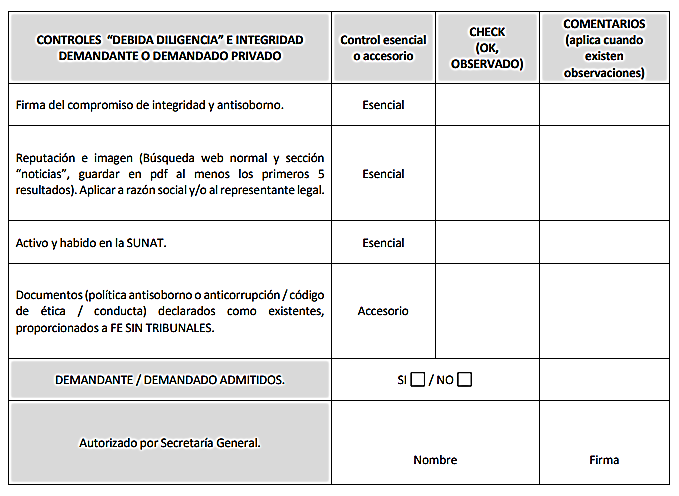 CONTROLES “DEBIDA DILIGENCIA” E INTEGRIDAD
DEMANDANTE O DEMANDADO PRIVADO
Control esencial
o accesorio
CHECK
(OK,
OBSERVADO)
COMENTARIOS
(aplica cuando
existen
observaciones)
Firma del compromiso de integridad y antisoborno.
Esencial
Reputación e imagen (Búsqueda web normal y sección
“noticias”, guardar en pdf al menos los primeros 5
resultados). Aplicar a razón social y/o al representante legal.
Esencial
Activo y habido en la SUNAT.
Esencial
Documentos (política antisoborno o anticorrupción / código
de ética / conducta) declarados como existentes,
proporcionados a FE SIN TRIBUNALES.
Accesorio
DEMANDANTE / DEMANDADO ADMITIDOS.
SI ☐ / NO ☐
Autorizado por Secretaría General.
Nombre
Firma